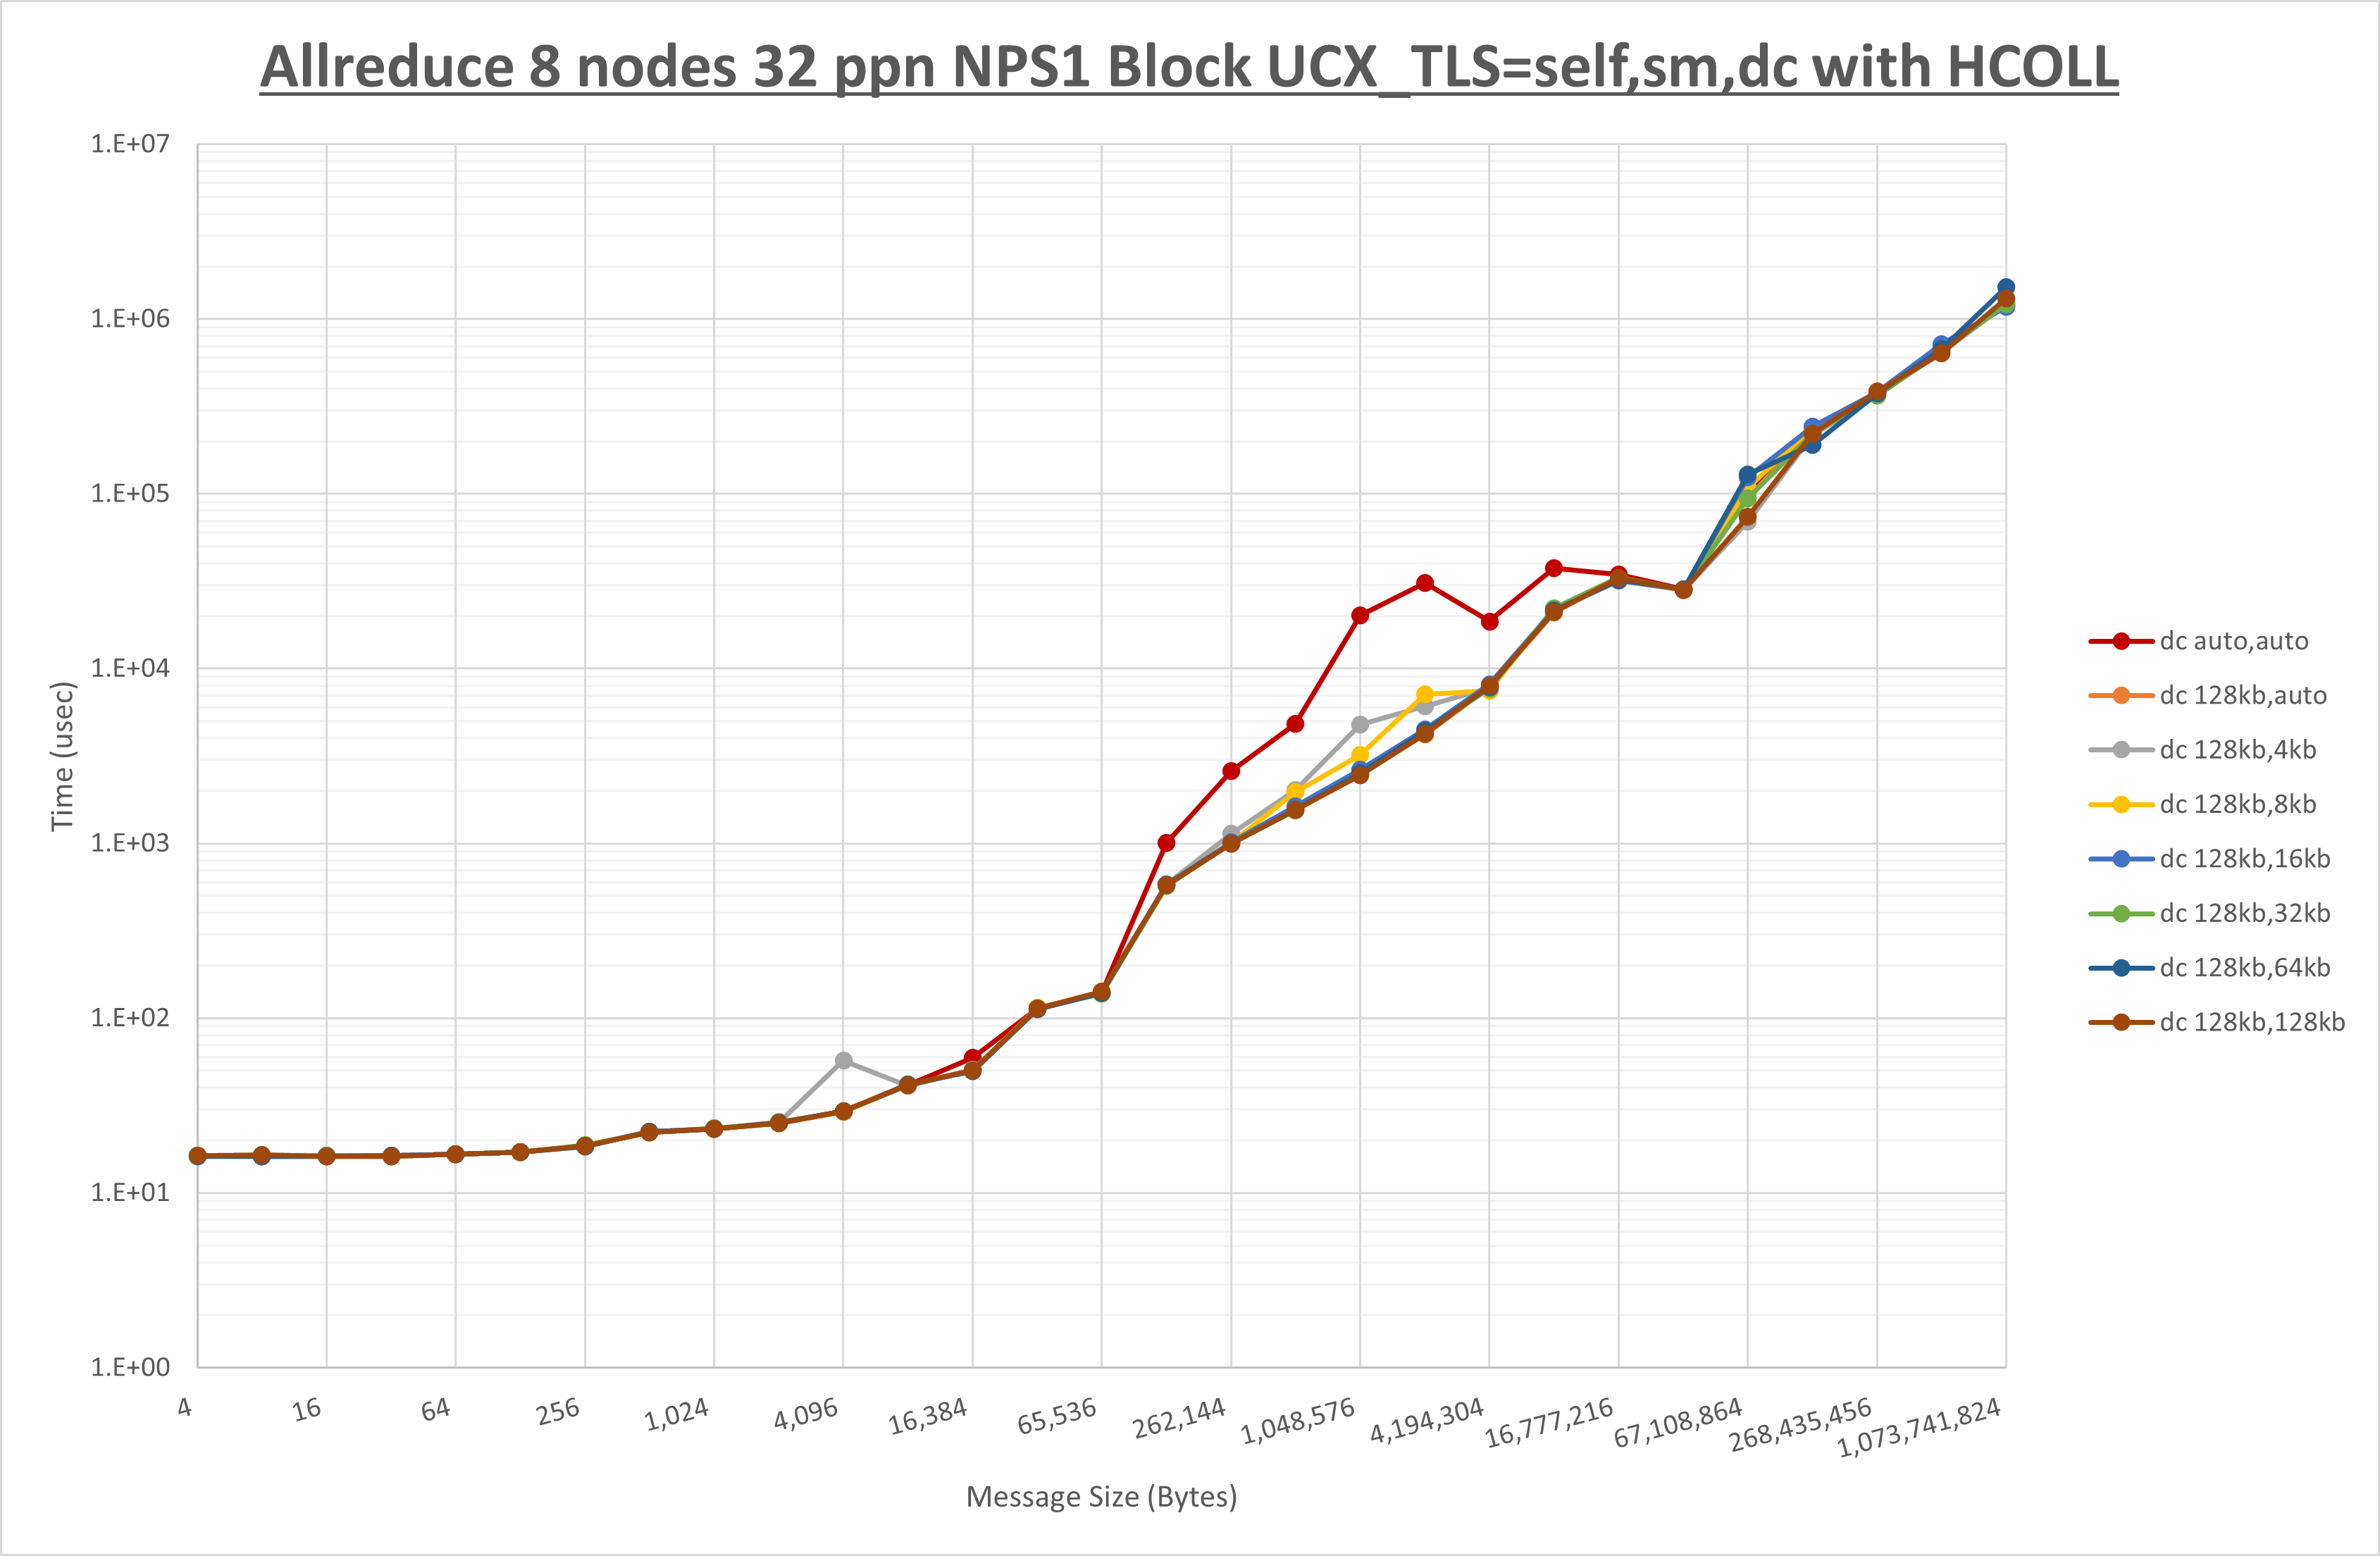 Allreduce 8 nodes 32 ppn NPS1 Block UCX_TLS=self,sm,dc with HCOLL
1.E+07
1.E+06
1.E+05
1.E+04
1.E+03
1.E+02
1.E+01
1.E+00
Time (usec)
4
16
64
256
1,024
4,096
16,384
65,536
262,144
1,048,576
4,194,304
16,777,216
67,108,864
268,435,456
1,073,741,824
Message Size (Bytes)
dc auto,auto
dc 128kb,auto
dc 128kb,4kb
dc 128kb,8kb
dc 128kb,16kb
dc 128kb,32kb
dc 128kb,64kb
dc 128kb,128kb